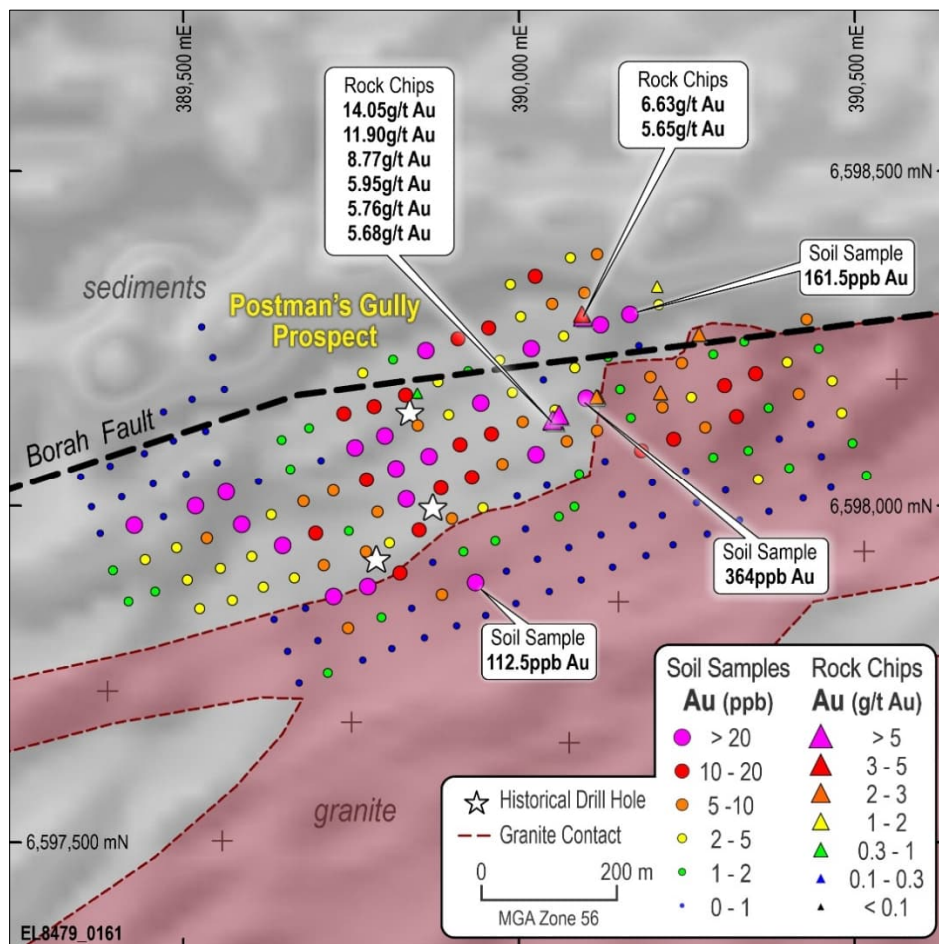 389,500 mE
390,000 mE
390,500 mE
Rock Chips
14.05g/t Au
11.90g/t Au
8.77g/t Au
5.95g/t Au
5.76g/t Au
5.68g/t Au
Rock Chips
6.63g/t Au
5.65g/t Au
6,598,500 mN
Soil Sample
161.5ppb Au
sediments
Postman's Gully
Prospect
Borah Fault
6,598,000 mN
Soil Sample
364ppb Au
Soil Sample
112.5ppb Au
granite
6,597,500 mN
Soil Samples
Au (ppb)
> 20
10 - 20
5 - 10
2 - 5
1 - 2
0 - 1
Rock Chips
Au (g/t Au)
> 5
3 - 5
2 - 3
1 - 2
0.3 - 1
0.1 - 0.3
< 0.1
Historical Drill Hole
Granite Contact
0 200 m
MGA Zone 56
EL8479_0161